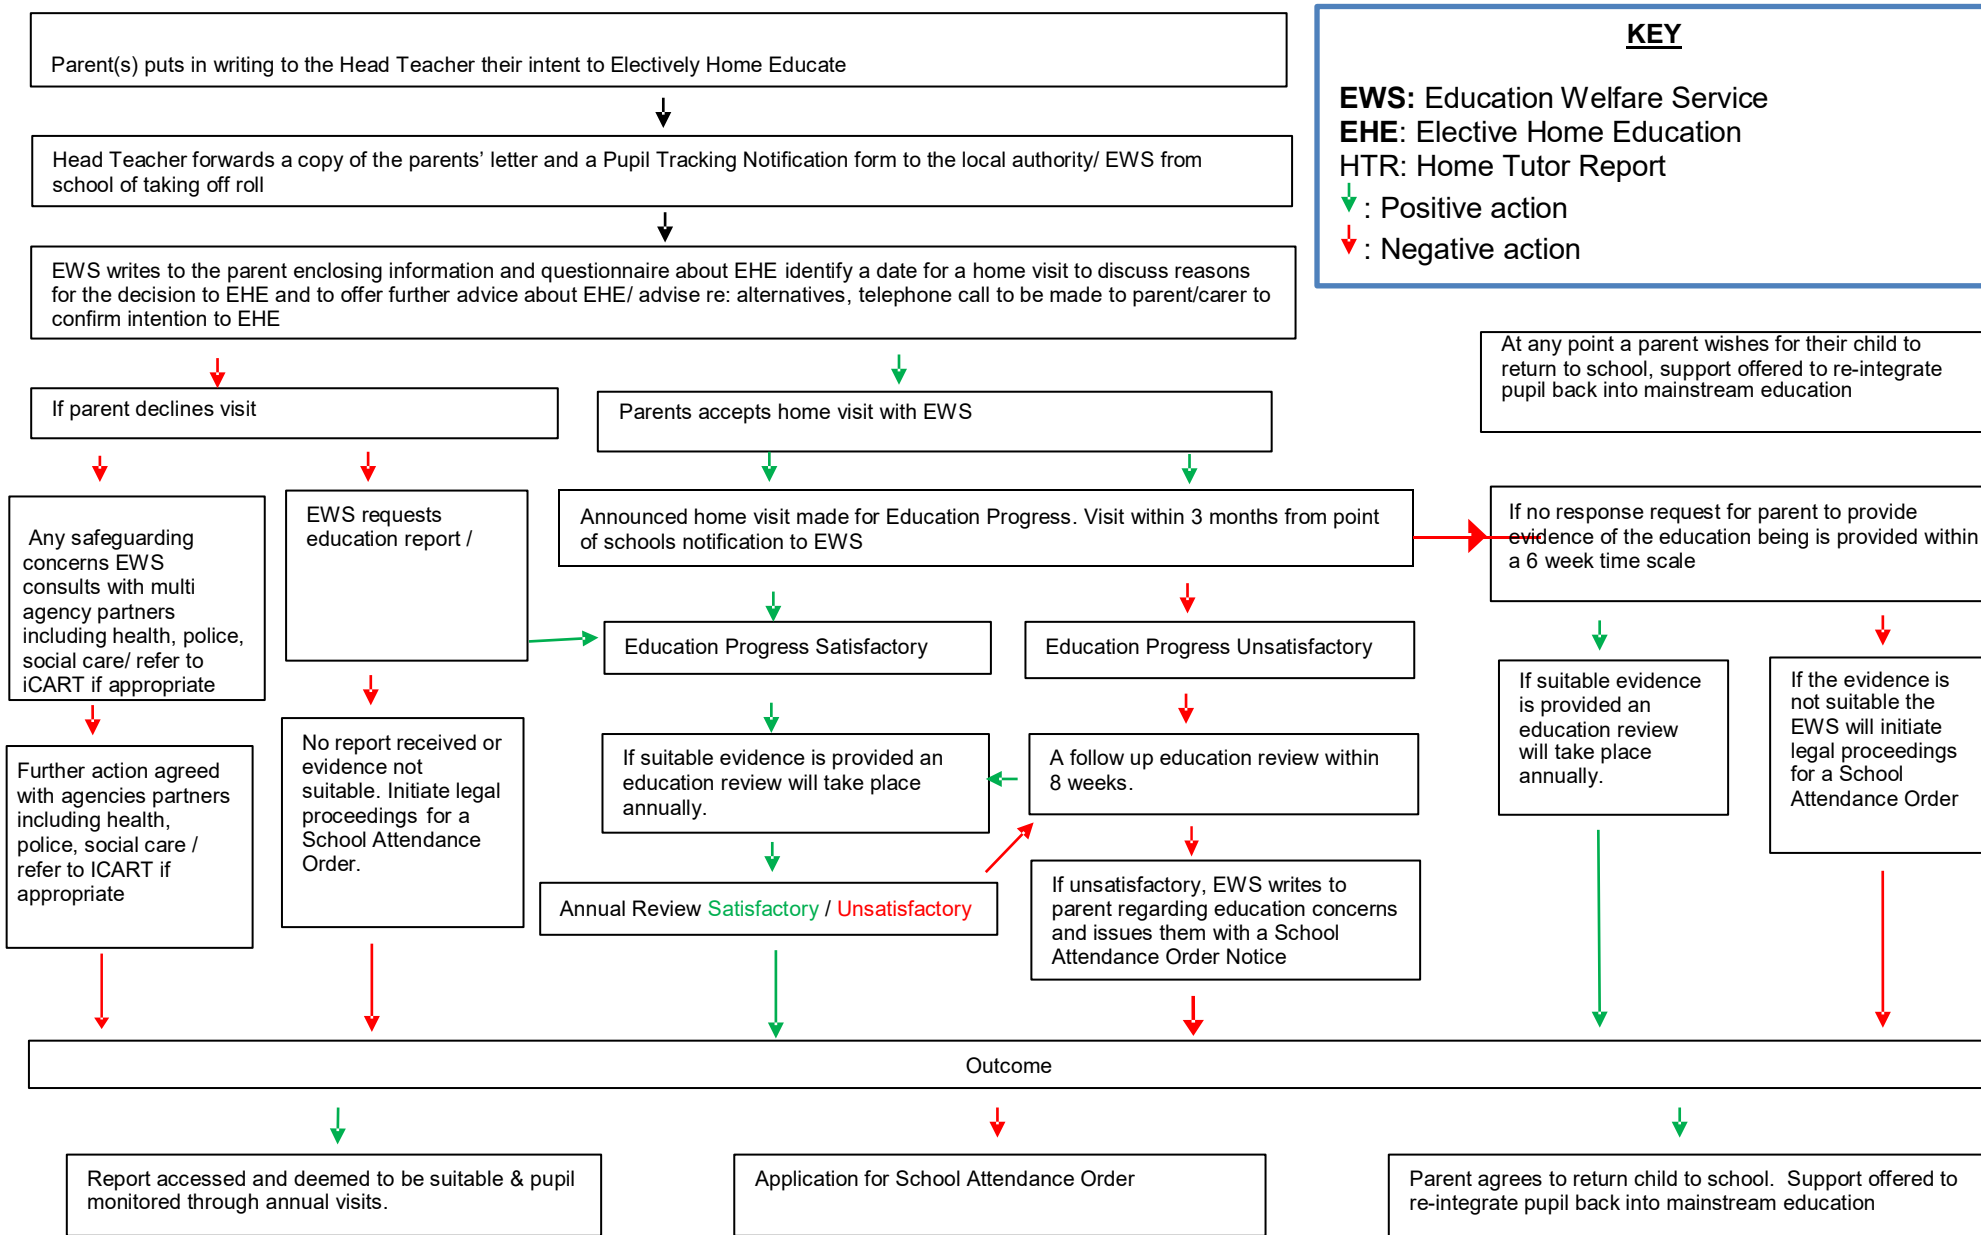 Parent(s) puts in writing to the Head Teacher their intent to Electively Home Educate
KEY
EWS: Education Welfare Service
EHE: Elective Home Education
HTR: Home Tutor Report
: Positive action
: Negative action
Head Teacher forwards a copy of the parents’ letter and a Pupil Tracking Notification form to the local authority/ EWS from
school of taking off roll
EWS writes to the parent enclosing information and questionnaire about EHE identify a date for a home visit to discuss reasons
for the decision to EHE and to offer further advice about EHE/ advise re: alternatives, telephone call to be made to parent/carer to
confirm intention to EHE
At any point a parent wishes for their child to
return to school, support offered to re-integrate
pupil back into mainstream education
If parent declines visit
Parents accepts home visit with EWS
Any safeguarding
concerns EWS
consults with multi
agency partners
including health, police,
social care/ refer to
iCART if appropriate
EWS requests
education report /
Announced home visit made for Education Progress. Visit within 3 months from point
of schools notification to EWS
If no response request for parent to provide
evidence of the education being is provided within
a 6 week time scale
Education Progress Satisfactory
Education Progress Unsatisfactory
If suitable evidence
is provided an
education review
will take place
annually.
If the evidence is
not suitable the
EWS will initiate
legal proceedings
for a School
Attendance Order
Further action agreed
with agencies partners
including health,
police, social care /
refer to ICART if
appropriate
No report received or
evidence not
suitable. Initiate legal
proceedings for a
School Attendance
Order.
If suitable evidence is provided an
education review will take place
annually.
A follow up education review within
8 weeks.
Annual Review Satisfactory / Unsatisfactory
If unsatisfactory, EWS writes to
parent regarding education concerns
and issues them with a School
Attendance Order Notice
Outcome
Report accessed and deemed to be suitable & pupil
monitored through annual visits.
Application for School Attendance Order
Parent agrees to return child to school. Support offered to
re-integrate pupil back into mainstream education